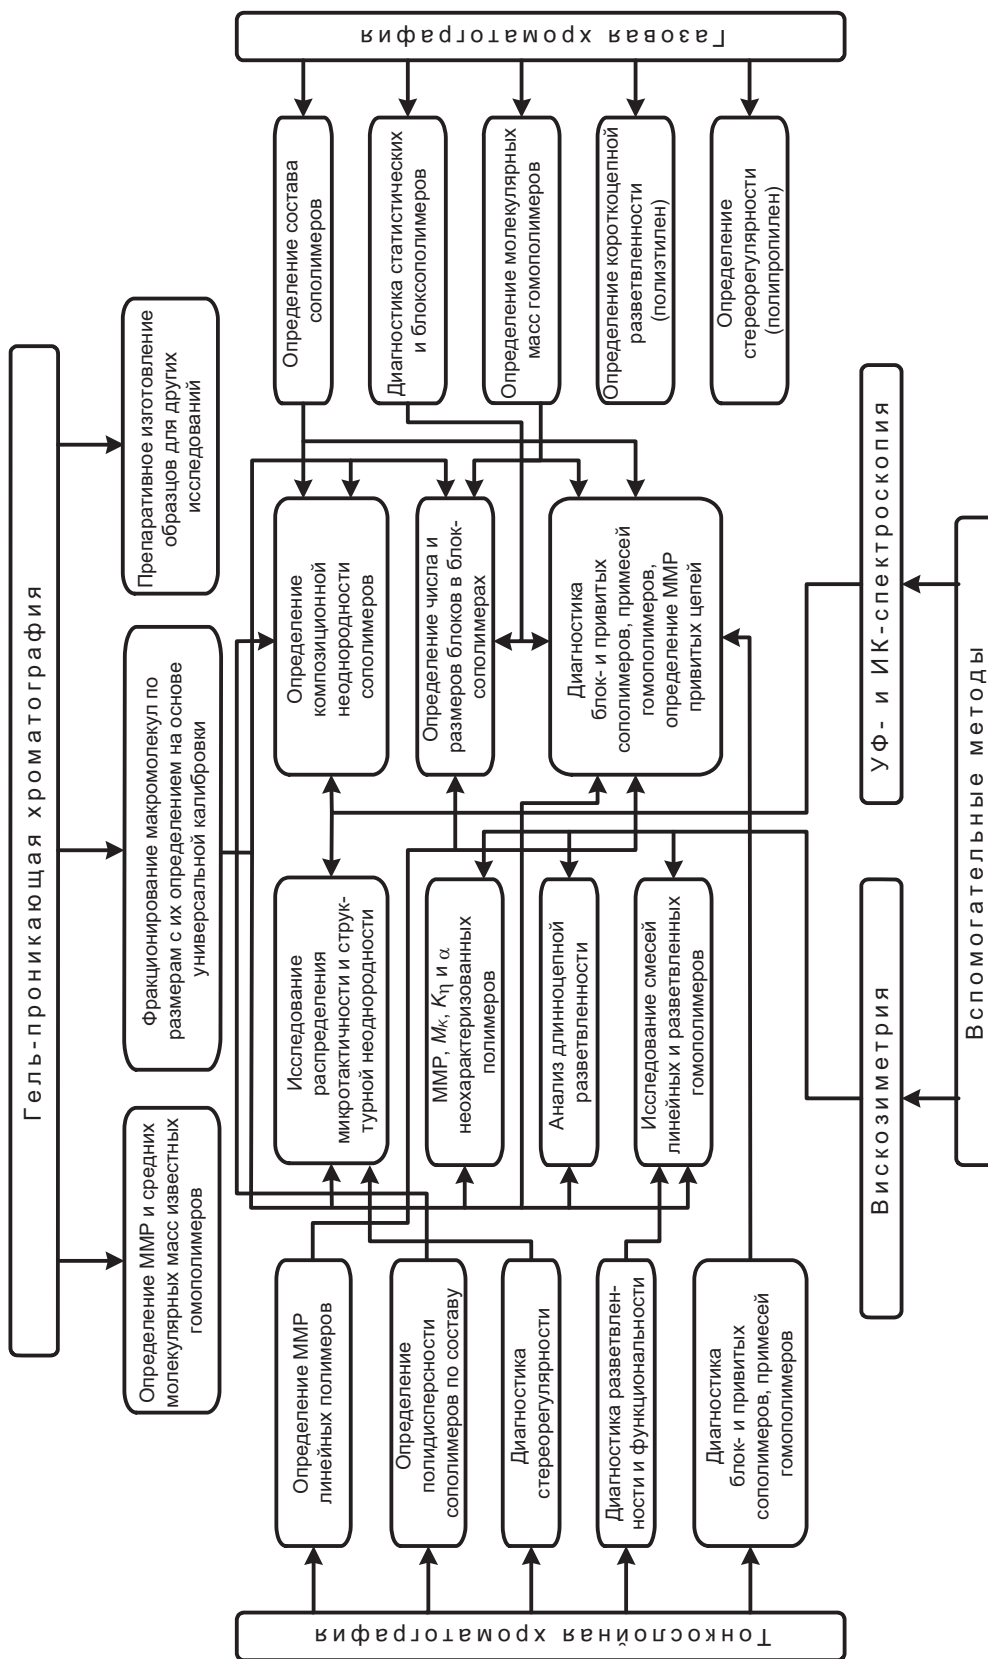 Гель-проникающая хроматография
Определение ММР и средних
молекулярных масс известных
гомополимеров
Фракционирование макромолекул по
размерам с их определением на основе
универсальной калибровки
Препаративное изготовление
образцов для других
исследований
Тонкослойная хроматография
Определение ММР
линейных полимеров
Определение
полидисперсности
сополимеров по составу
Диагностика
стереорегулярности
Диагностика разветвлен-
ности и функциональности
Диагностика
блок- и привитых
сополимеров, примесей
гомополимеров
Исследование
распределения
микротактичности и струк-
турной неоднородности
ММР, Mк, Kη и α
неохарактеризованных
полимеров
Анализ длинноцепной
разветвленности
Исследование смесей
линейных и разветвленных
гомополимеров
Определение
композиционной
неоднородности
сополимеров
Определение числа и
размеров блоков в блок-
сополимерах
Диагностика
блок- и привитых
сополимеров, примесей
гомополимеров,
определение ММР
привитых цепей
Определение состава
сополимеров
Диагностика статистических
и блоксополимеров
Определение молекулярных
масс гомополимеров
Определение короткоцепной
разветвленности
(полиэтилен)
Определение
стереорегулярности
(полипропилен)
Газовая хроматография
Вискозиметрия
УФ- и ИК-спектроскопия
Вспомогательные методы